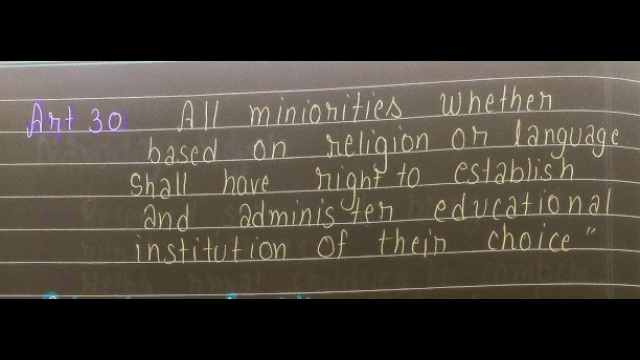 Art 30 All miniorities whether
based on religion or language
shall have right to establish
and administer educational
institution of their choice"